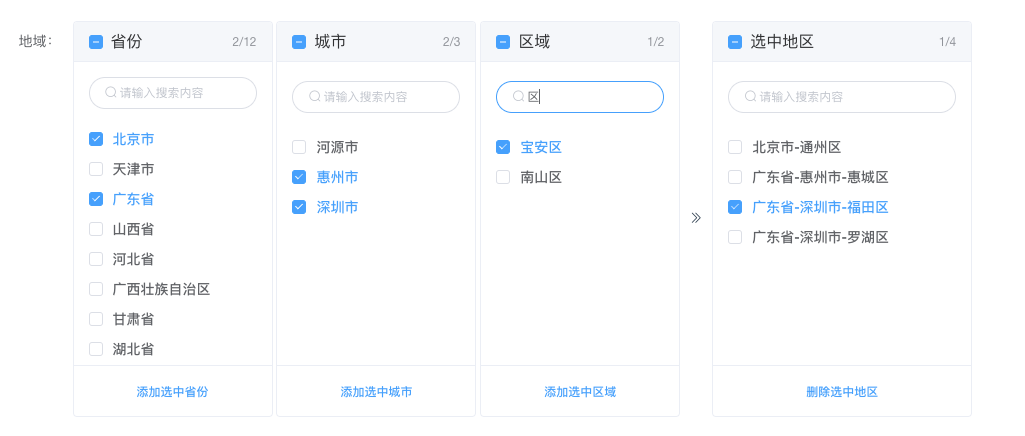 地域：
省份 2/12
请输入搜索内容
北京市
天津市
广东省
山西省
河北省
广西壮族自治区
甘肃省
湖北省
添加选中省份
城市 2/3
请输入搜索内容
河源市
惠州市
深圳市
添加选中城市
区域 1/2
区
宝安区
南山区
添加选中区域
选中地区 1/4
请输入搜索内容
北京市-通州区
广东省-惠州市-惠城区
广东省-深圳市-福田区
广东省-深圳市-罗湖区
删除选中地区